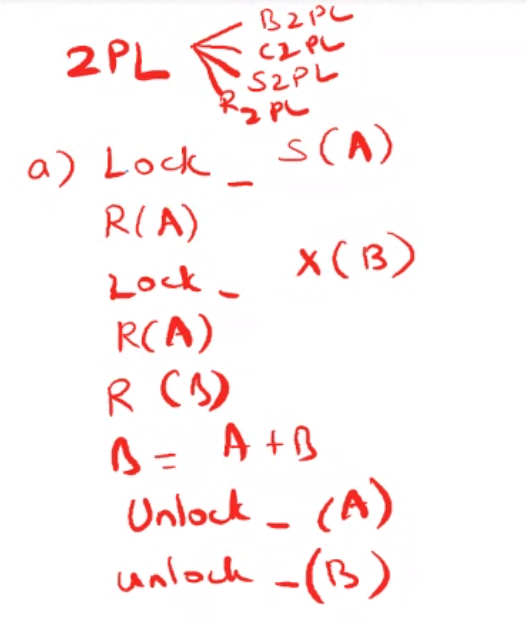 2PL
B2PL
C2PL
S2PL
R2PL
a) Lock_ S(A)
R(A)
Lock_ X(B)
R(A)
R (B)
B = A + B
Unlock_ (A)
unlock_(B)